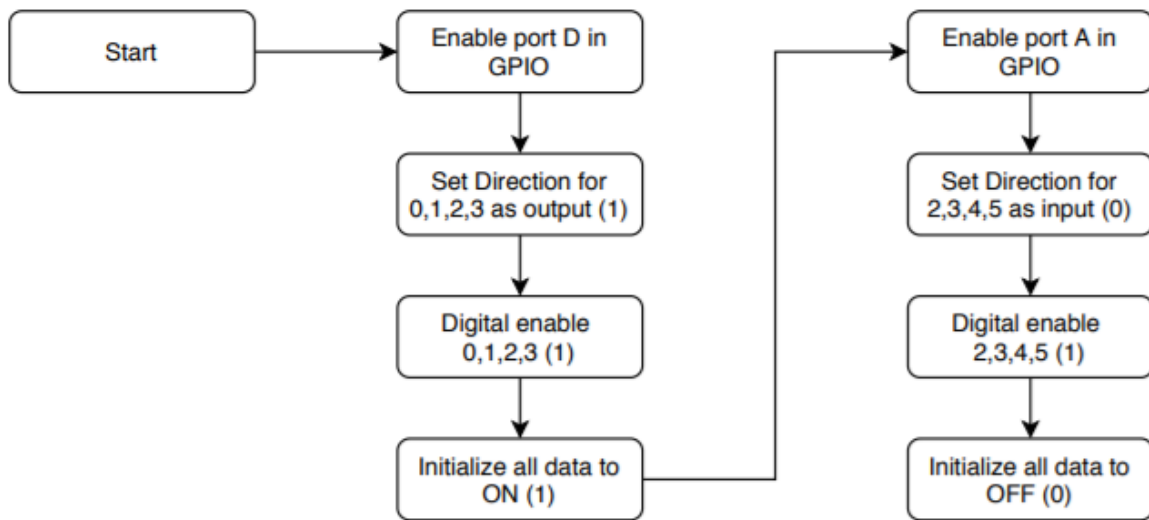 Start
Enable port D in
GPIO
Set Direction for
0,1,2,3 as output (1)
Digital enable
0,1,2,3 (1)
Initialize all data to
ON (1)
Enable port A in
GPIO
Set Direction for
2,3,4,5 as input (0)
Digital enable
2,3,4,5 (1)
Initialize all data to
OFF (0)